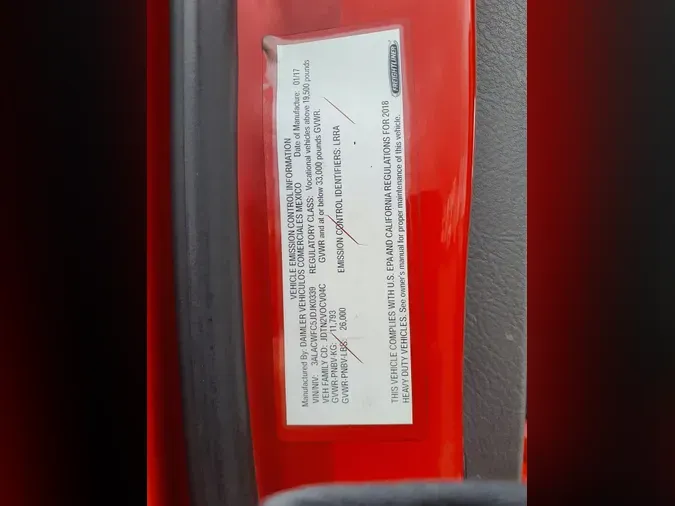 VEHICLE EMISSION CONTROL INFORMATION
Manufactured By: DAIMLER VEHICULOS COMERCIALES MEXICO Date of Manufacture: 01/17
VIN/NIV: 3ALACWFC5JDJK0339 REGULATORY CLASS: Vocational vehicles above 19,500 pounds
VEH FAMILY CD: JDTN2VOCV04C GVWR and at or below 33,000 pounds GVWR.
GVWR-PNBV-KG: 11,793
GVWR-PNBV-LBS: 26,000 EMISSION CONTROL IDENTIFIERS: LRRA
THIS VEHICLE COMPLIES WITH U.S. EPA AND CALIFORNIA REGULATIONS FOR 2018
HEAVY DUTY VEHICLES. See owner's manual for proper maintenance of this vehicle.
FREIGHTLINER